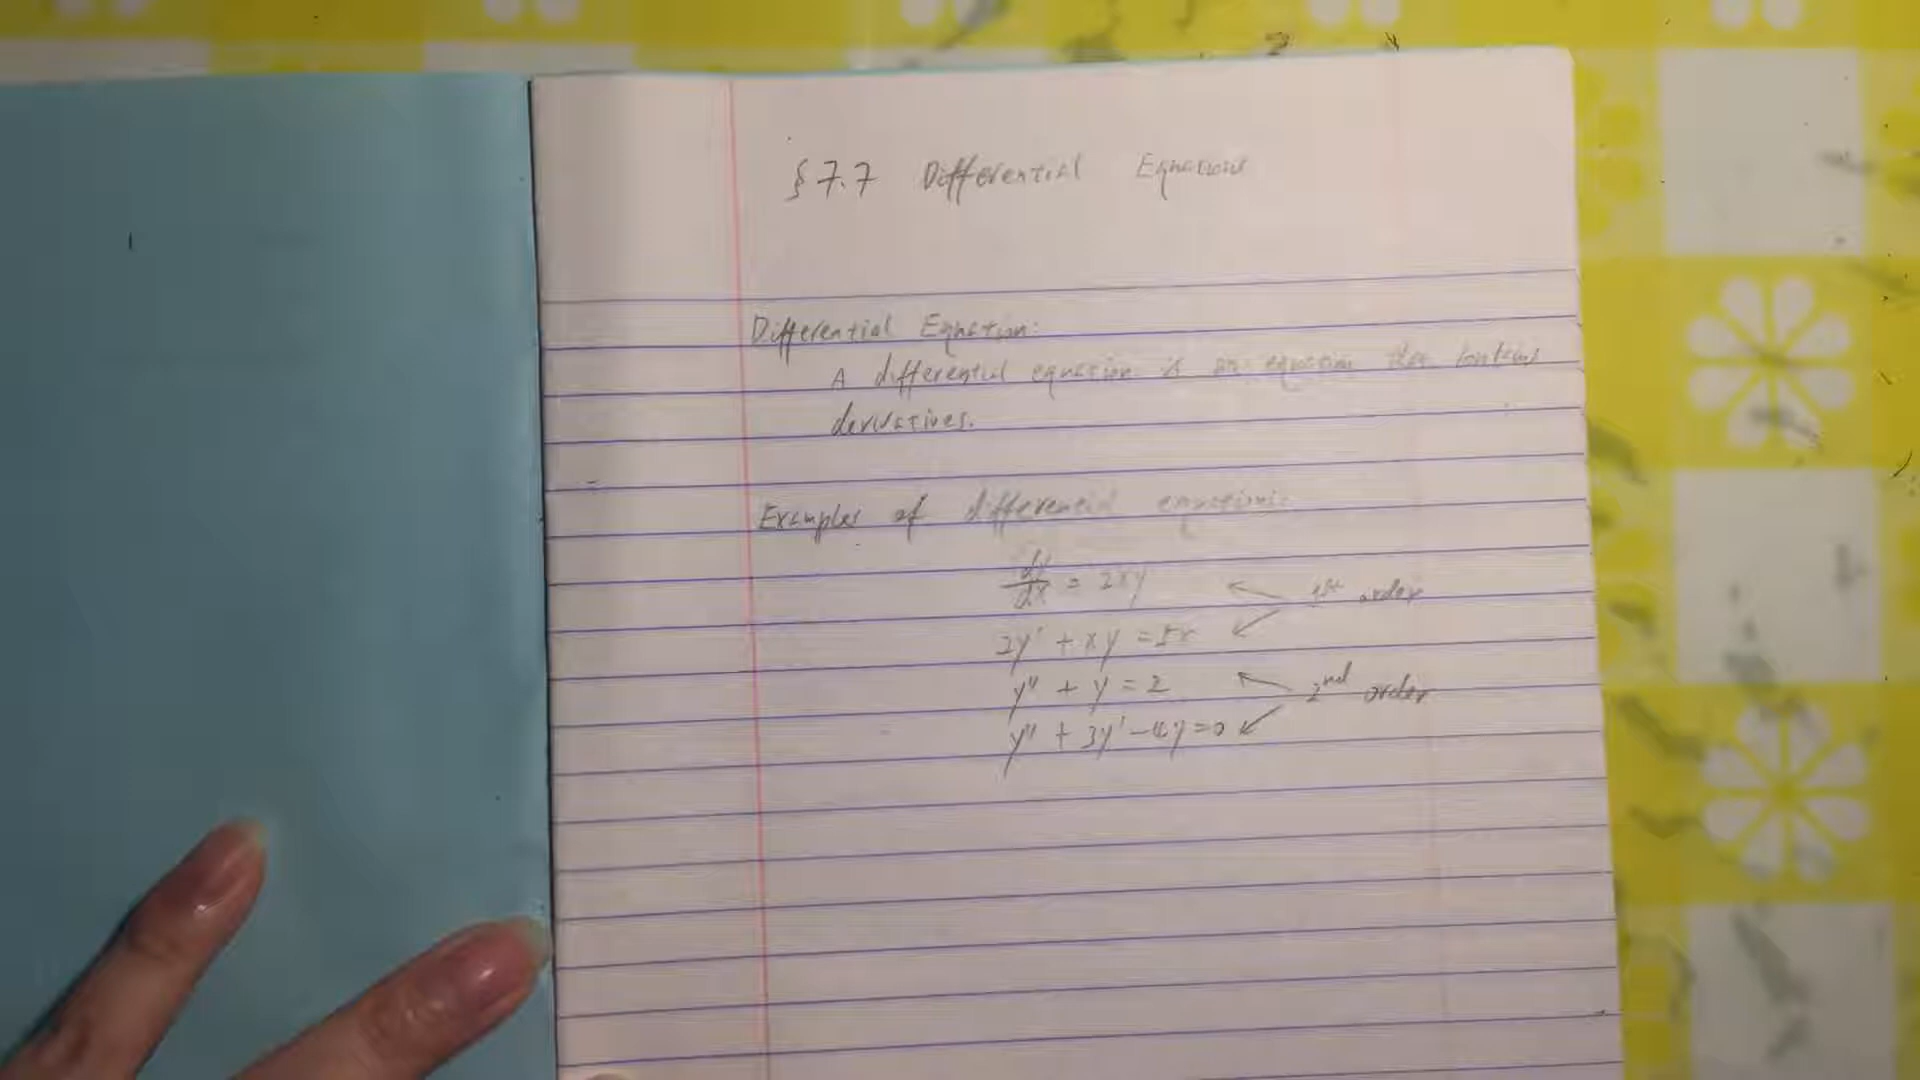 § 7.7 Differential Equations
Differential Equation:
A differential equation is an equation that contains
derivatives.
Examples of differential equations:
dy/dx = 2xy
1st order
2y' + xy = 5x
y'' + y = 2
2nd order
y'' + 3y' - 4y = 0